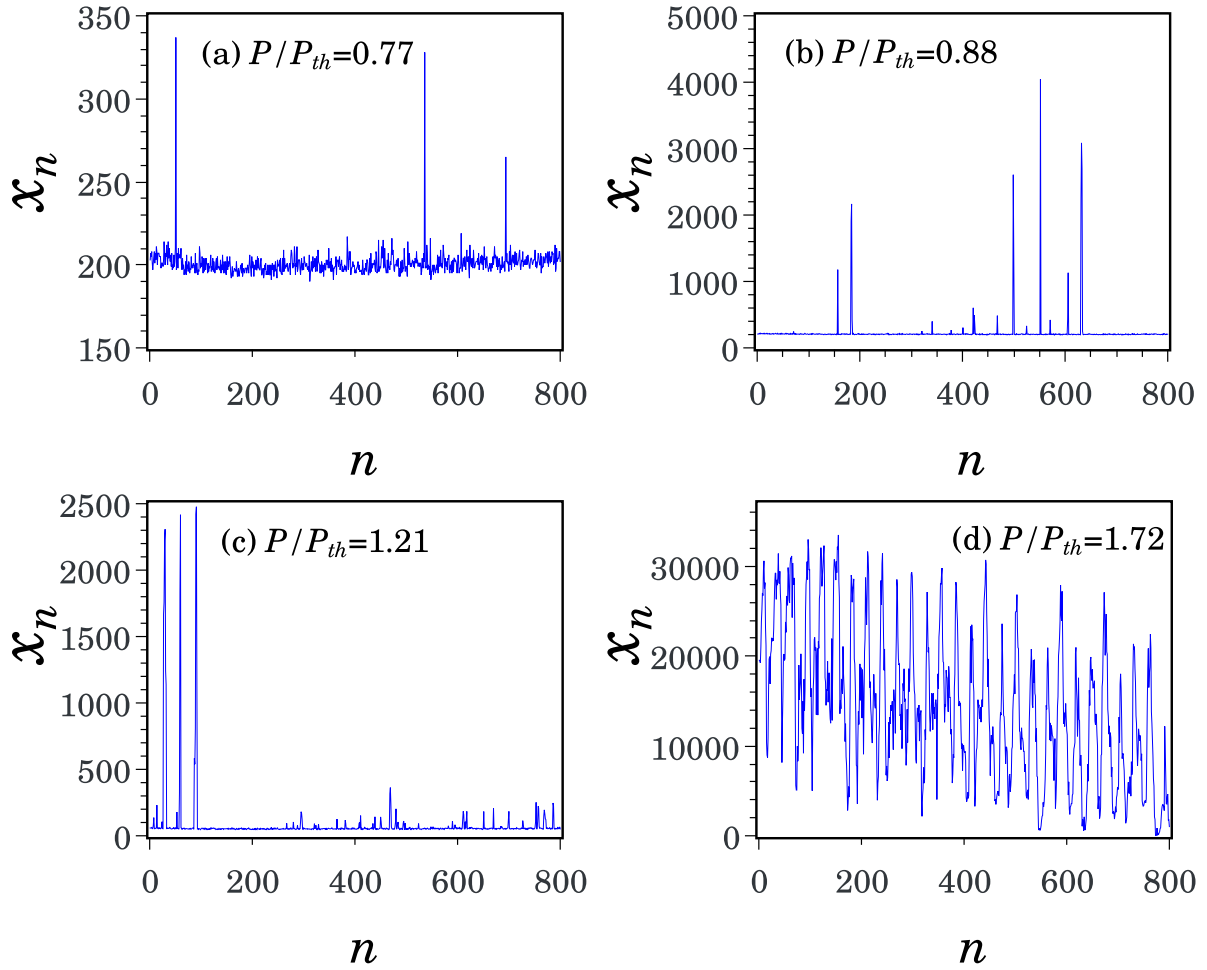 (a) P/Pth=0.77
350
300
250
200
150
xn
0 200 400 600 800
n
(b) P/Pth=0.88
5000
4000
3000
2000
1000
0
xn
0 200 400 600 800
n
(c) P/Pth=1.21
2500
2000
1500
1000
500
0
xn
0 200 400 600 800
n
(d) P/Pth=1.72
30000
20000
10000
0
xn
0 200 400 600 800
n